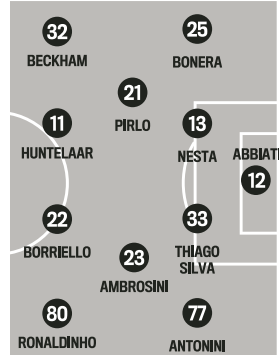 32
BECKHAM
25
BONERA
21
PIRLO
11
HUNTELAAR
13
NESTA
ABBIATI
12
22
BORRIELLO
33
THIAGO
SILVA
23
AMBROSINI
80
RONALDINHO
77
ANTONINI